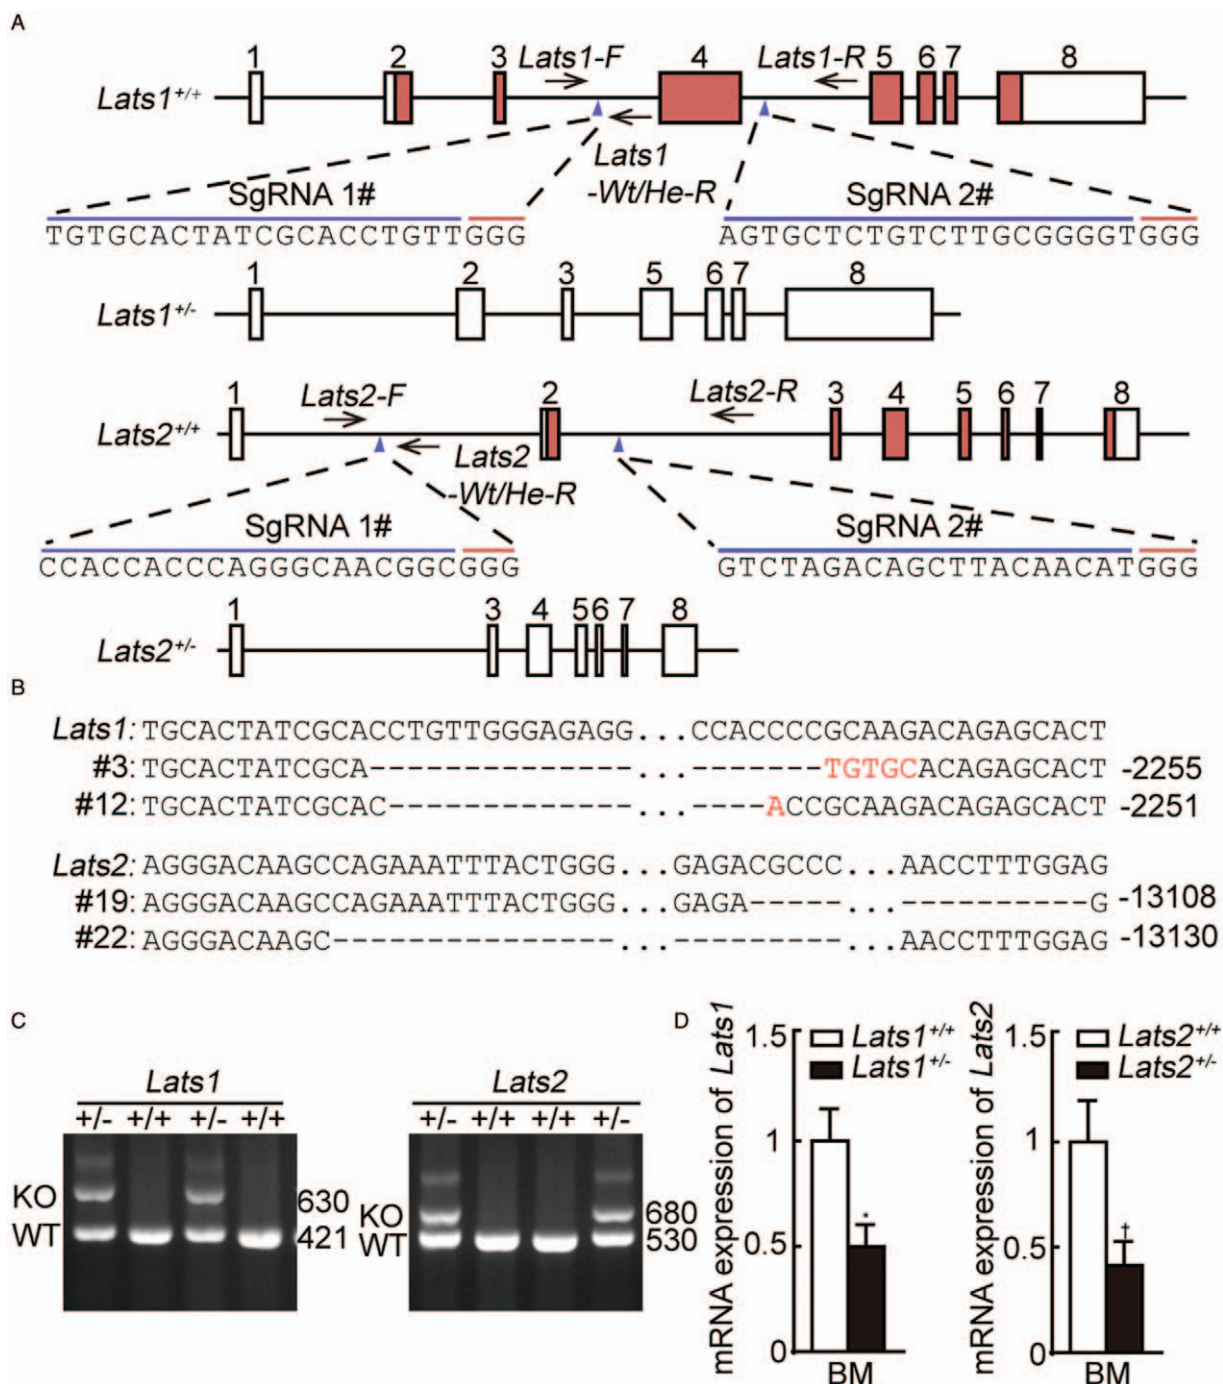 A
1 2 3 Lats1-F 4 Lats1-R 5 6 7 8
Lats1+/+
Lats1
-Wt/He-R
SgRNA 1# SgRNA 2#
TGTGCACTATCGCACCTGTTGGG AGTGCTCTGTCTTGCGGGGTGGG
1 2 3 5 6 7 8
Lats1+/-
1 Lats2-F 2 Lats2-R 3 4 5 6 7 8
Lats2+/+
Lats2
-Wt/He-R
SgRNA 1# SgRNA 2#
CCACCACCCAGGGCAACGGCGGG GTCTAGACAGCTTACAACATGGG
1 3 4 5 6 7 8
Lats2+/-
B
Lats1: TGCACTATCGCACCTGTTGGGAGAGG...CCACCCCGCAAGACAGAGCACT
#3: TGCACTATCGCA--------------...--------TGTGCACAGAGCACT -2255
#12: TGCACTATCGCAC-------------...-----ACCGCAAGACAGAGCACT -2251
Lats2: AGGGACAAGCCAGAAATTTACTGGG...GAGACGCCC...AACCTTTGGAG
#19: AGGGACAAGCCAGAAATTTACTGGG...GAGA-----...----------G -13108
#22: AGGGACAAGC---------------...---------...AACCTTTGGAG -13130
C
Lats1
+/- +/+ +/- +/+
KO 630
WT 421
Lats2
+/- +/+ +/+ +/-
KO 680
WT 530
D
mRNA expression of Lats1
1.5
1
0.5
0
Lats1+/+
Lats1+/-
*
BM
mRNA expression of Lats2
1.5
1
0.5
0
Lats2+/+
Lats2+/-
†
BM